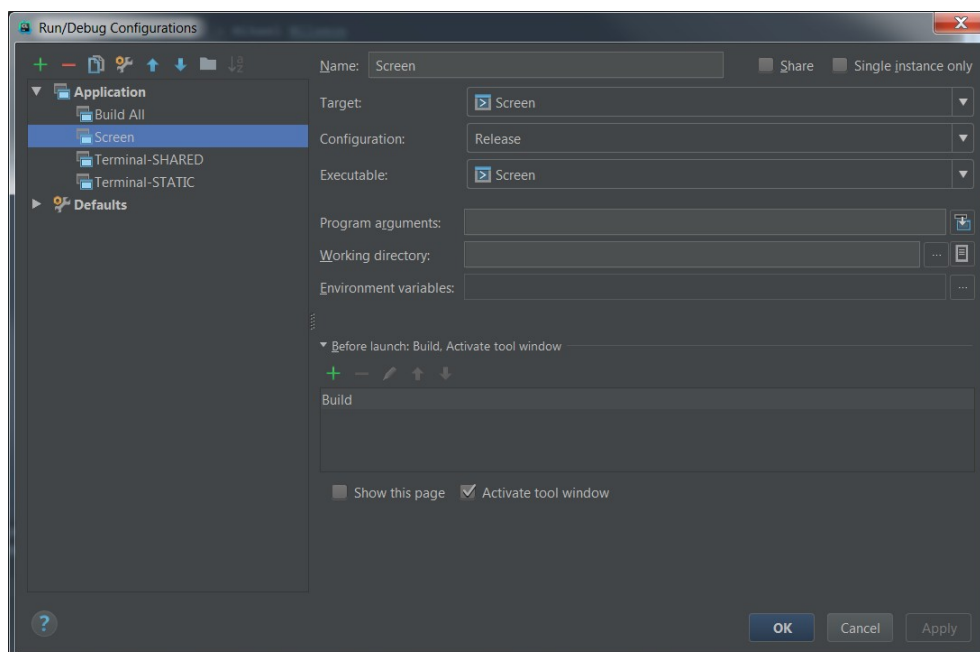 Run/Debug Configurations
Name: Screen Share Single instance only
Application
Build All
Screen
Terminal-SHARED
Terminal-STATIC
Defaults
Target: Screen
Configuration: Release
Executable: Screen
Program arguments:
Working directory: ...
Environment variables: ...
Before launch: Build, Activate tool window
Build
Show this page Activate tool window
? OK Cancel Apply